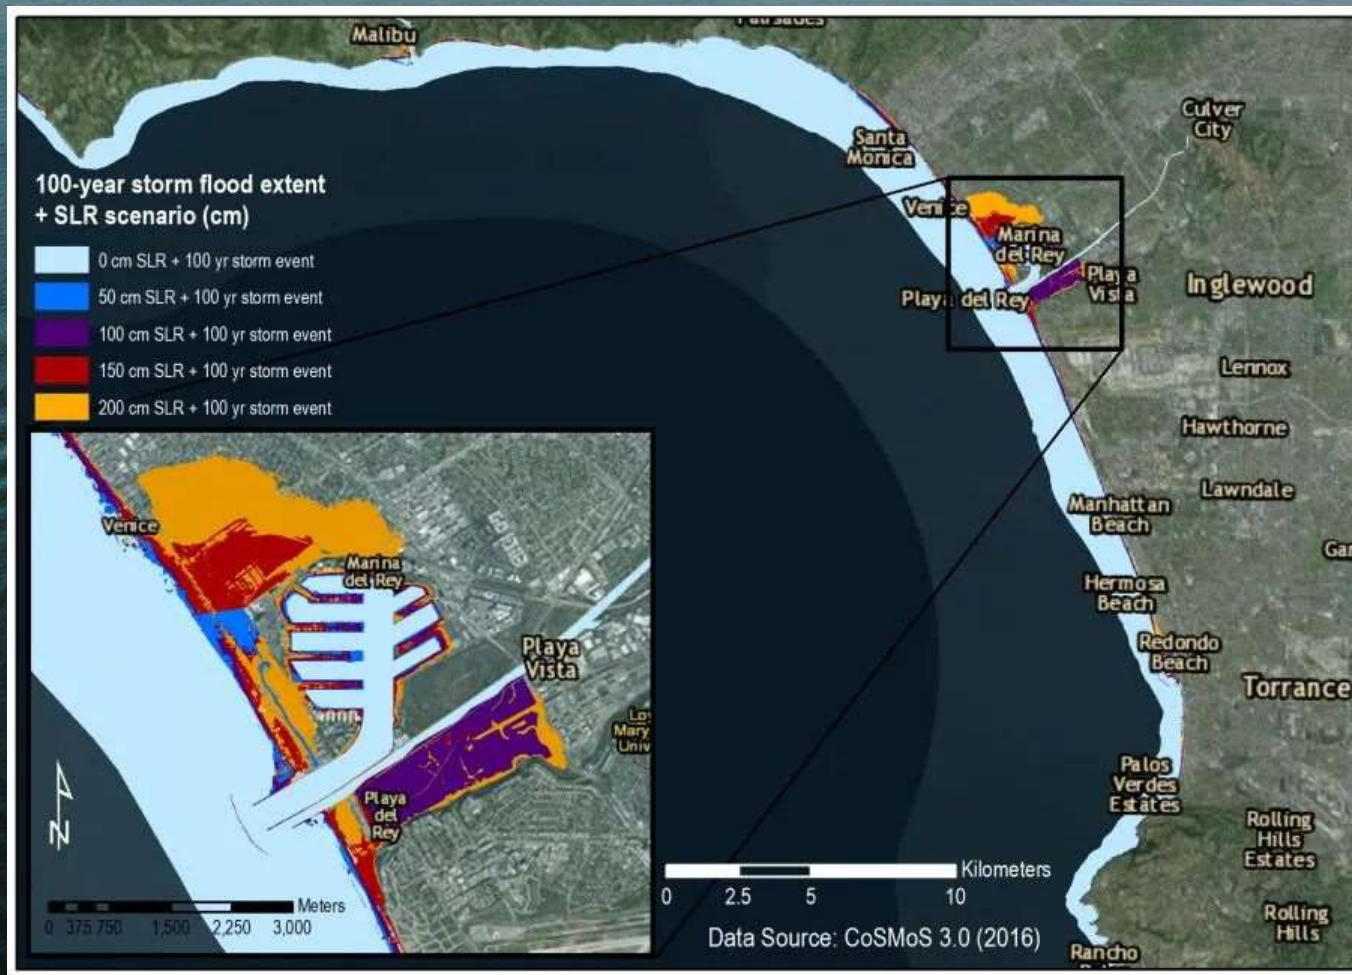 Palisades
Malibu
Culver
City
Santa
Monica
100-year storm flood extent
+ SLR scenario (cm)
0 cm SLR + 100 yr storm event
50 cm SLR + 100 yr storm event
100 cm SLR + 100 yr storm event
150 cm SLR + 100 yr storm event
200 cm SLR + 100 yr storm event
Venice
Marina
del Rey
Playa
Vista
Playa del Rey
Inglewood
Lennox
Hawthorne
Lawndale
Manhattan
Beach
Gar
Hermosa
Beach
Redondo
Beach
Torrance
Palos
Verdes
Estates
Rolling
Hills
Estates
Rolling
Hills
Rancho
Venice
Marina
del Rey
Playa
Vista
Loy
Mary
Univ
Playa
del
Rey
N
Meters
0 375 750 1,500 2,250 3,000
Kilometers
0 2.5 5 10
Data Source: CoSMoS 3.0 (2016)